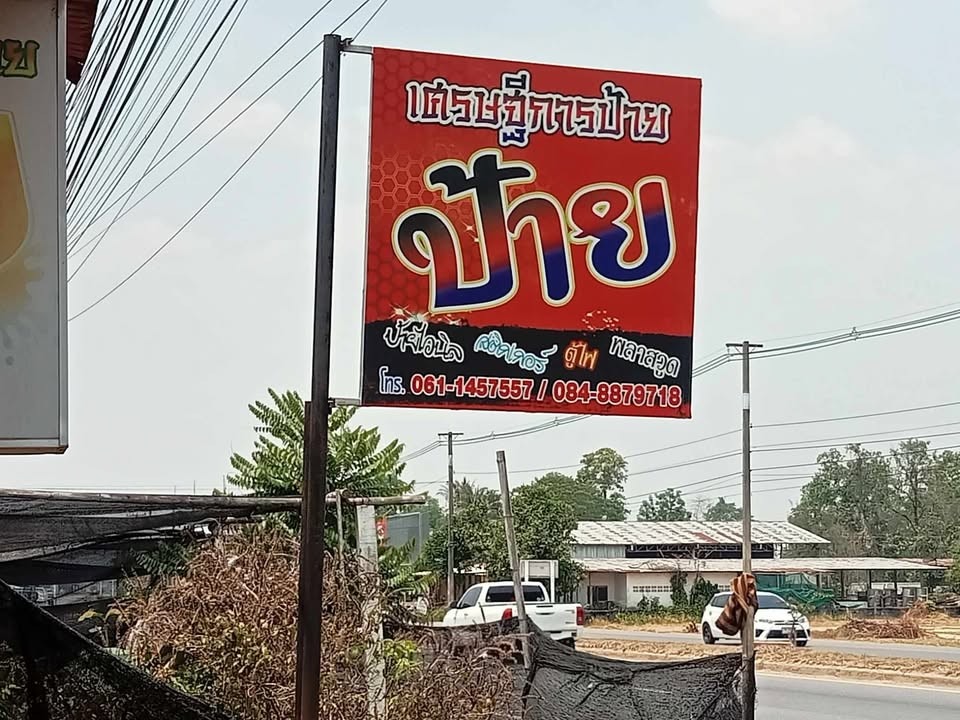 เศรษฐีการป้าย
ป้าย
ป้ายไวนิล สติกเกอร์ ตู้ไฟ พลาสวูด
โทร. 061-1457557 / 084-8879718